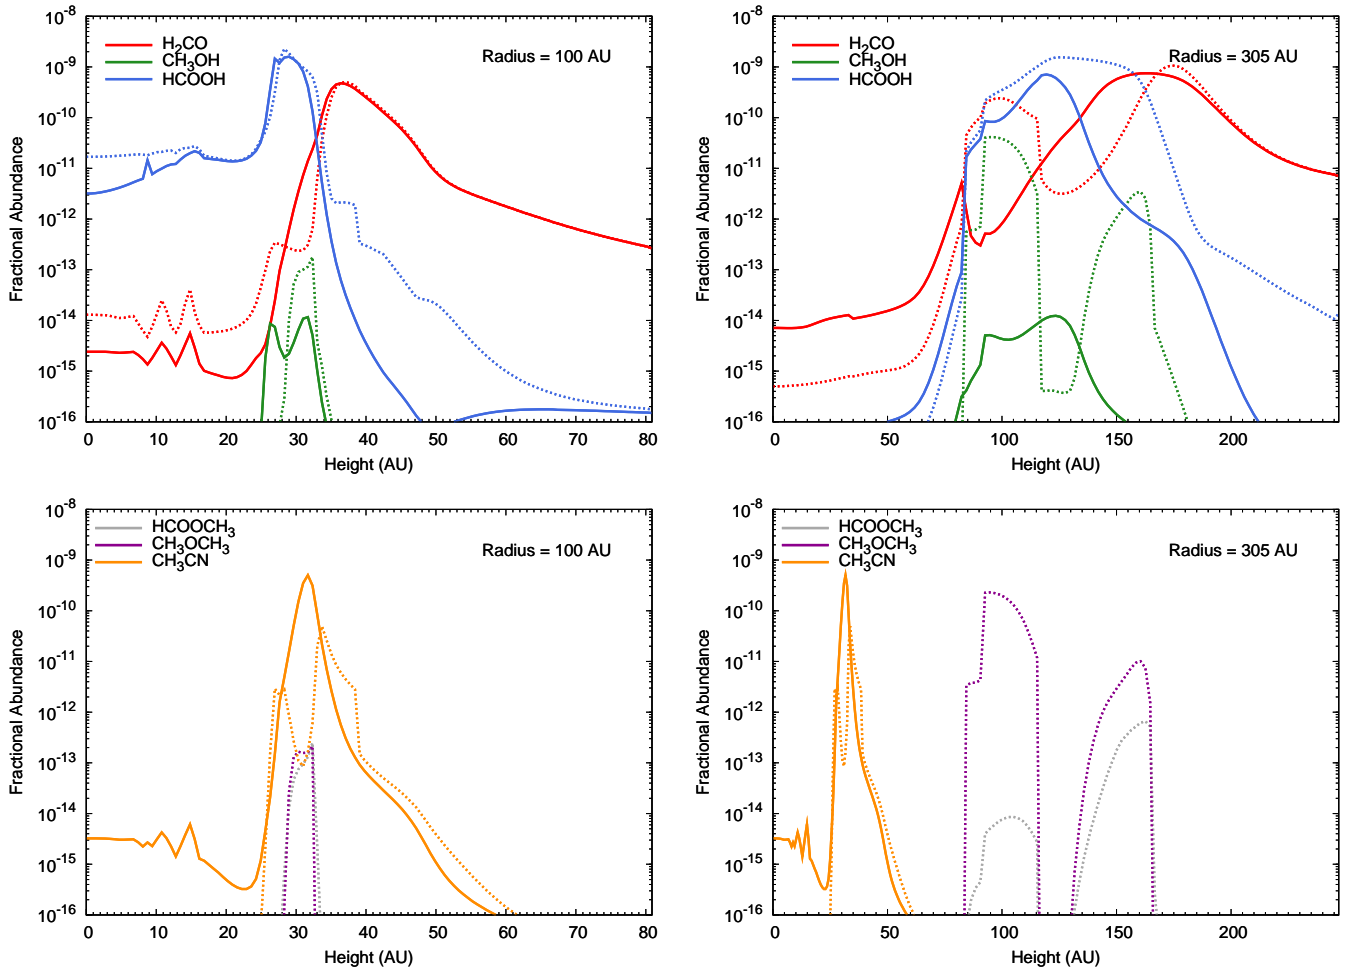 10-8
10-9
10-10
10-11
10-12
10-13
10-14
10-15
10-16
Fractional Abundance
H2CO
CH3OH
HCOOH
Radius = 100 AU
0 10 20 30 40 50 60 70 80
Height (AU)
10-8
10-9
10-10
10-11
10-12
10-13
10-14
10-15
10-16
Fractional Abundance
H2CO
CH3OH
HCOOH
Radius = 305 AU
0 50 100 150 200
Height (AU)
10-8
10-9
10-10
10-11
10-12
10-13
10-14
10-15
10-16
Fractional Abundance
HCOOCH3
CH3OCH3
CH3CN
Radius = 100 AU
0 10 20 30 40 50 60 70 80
Height (AU)
10-8
10-9
10-10
10-11
10-12
10-13
10-14
10-15
10-16
Fractional Abundance
HCOOCH3
CH3OCH3
CH3CN
Radius = 305 AU
0 50 100 150 200
Height (AU)